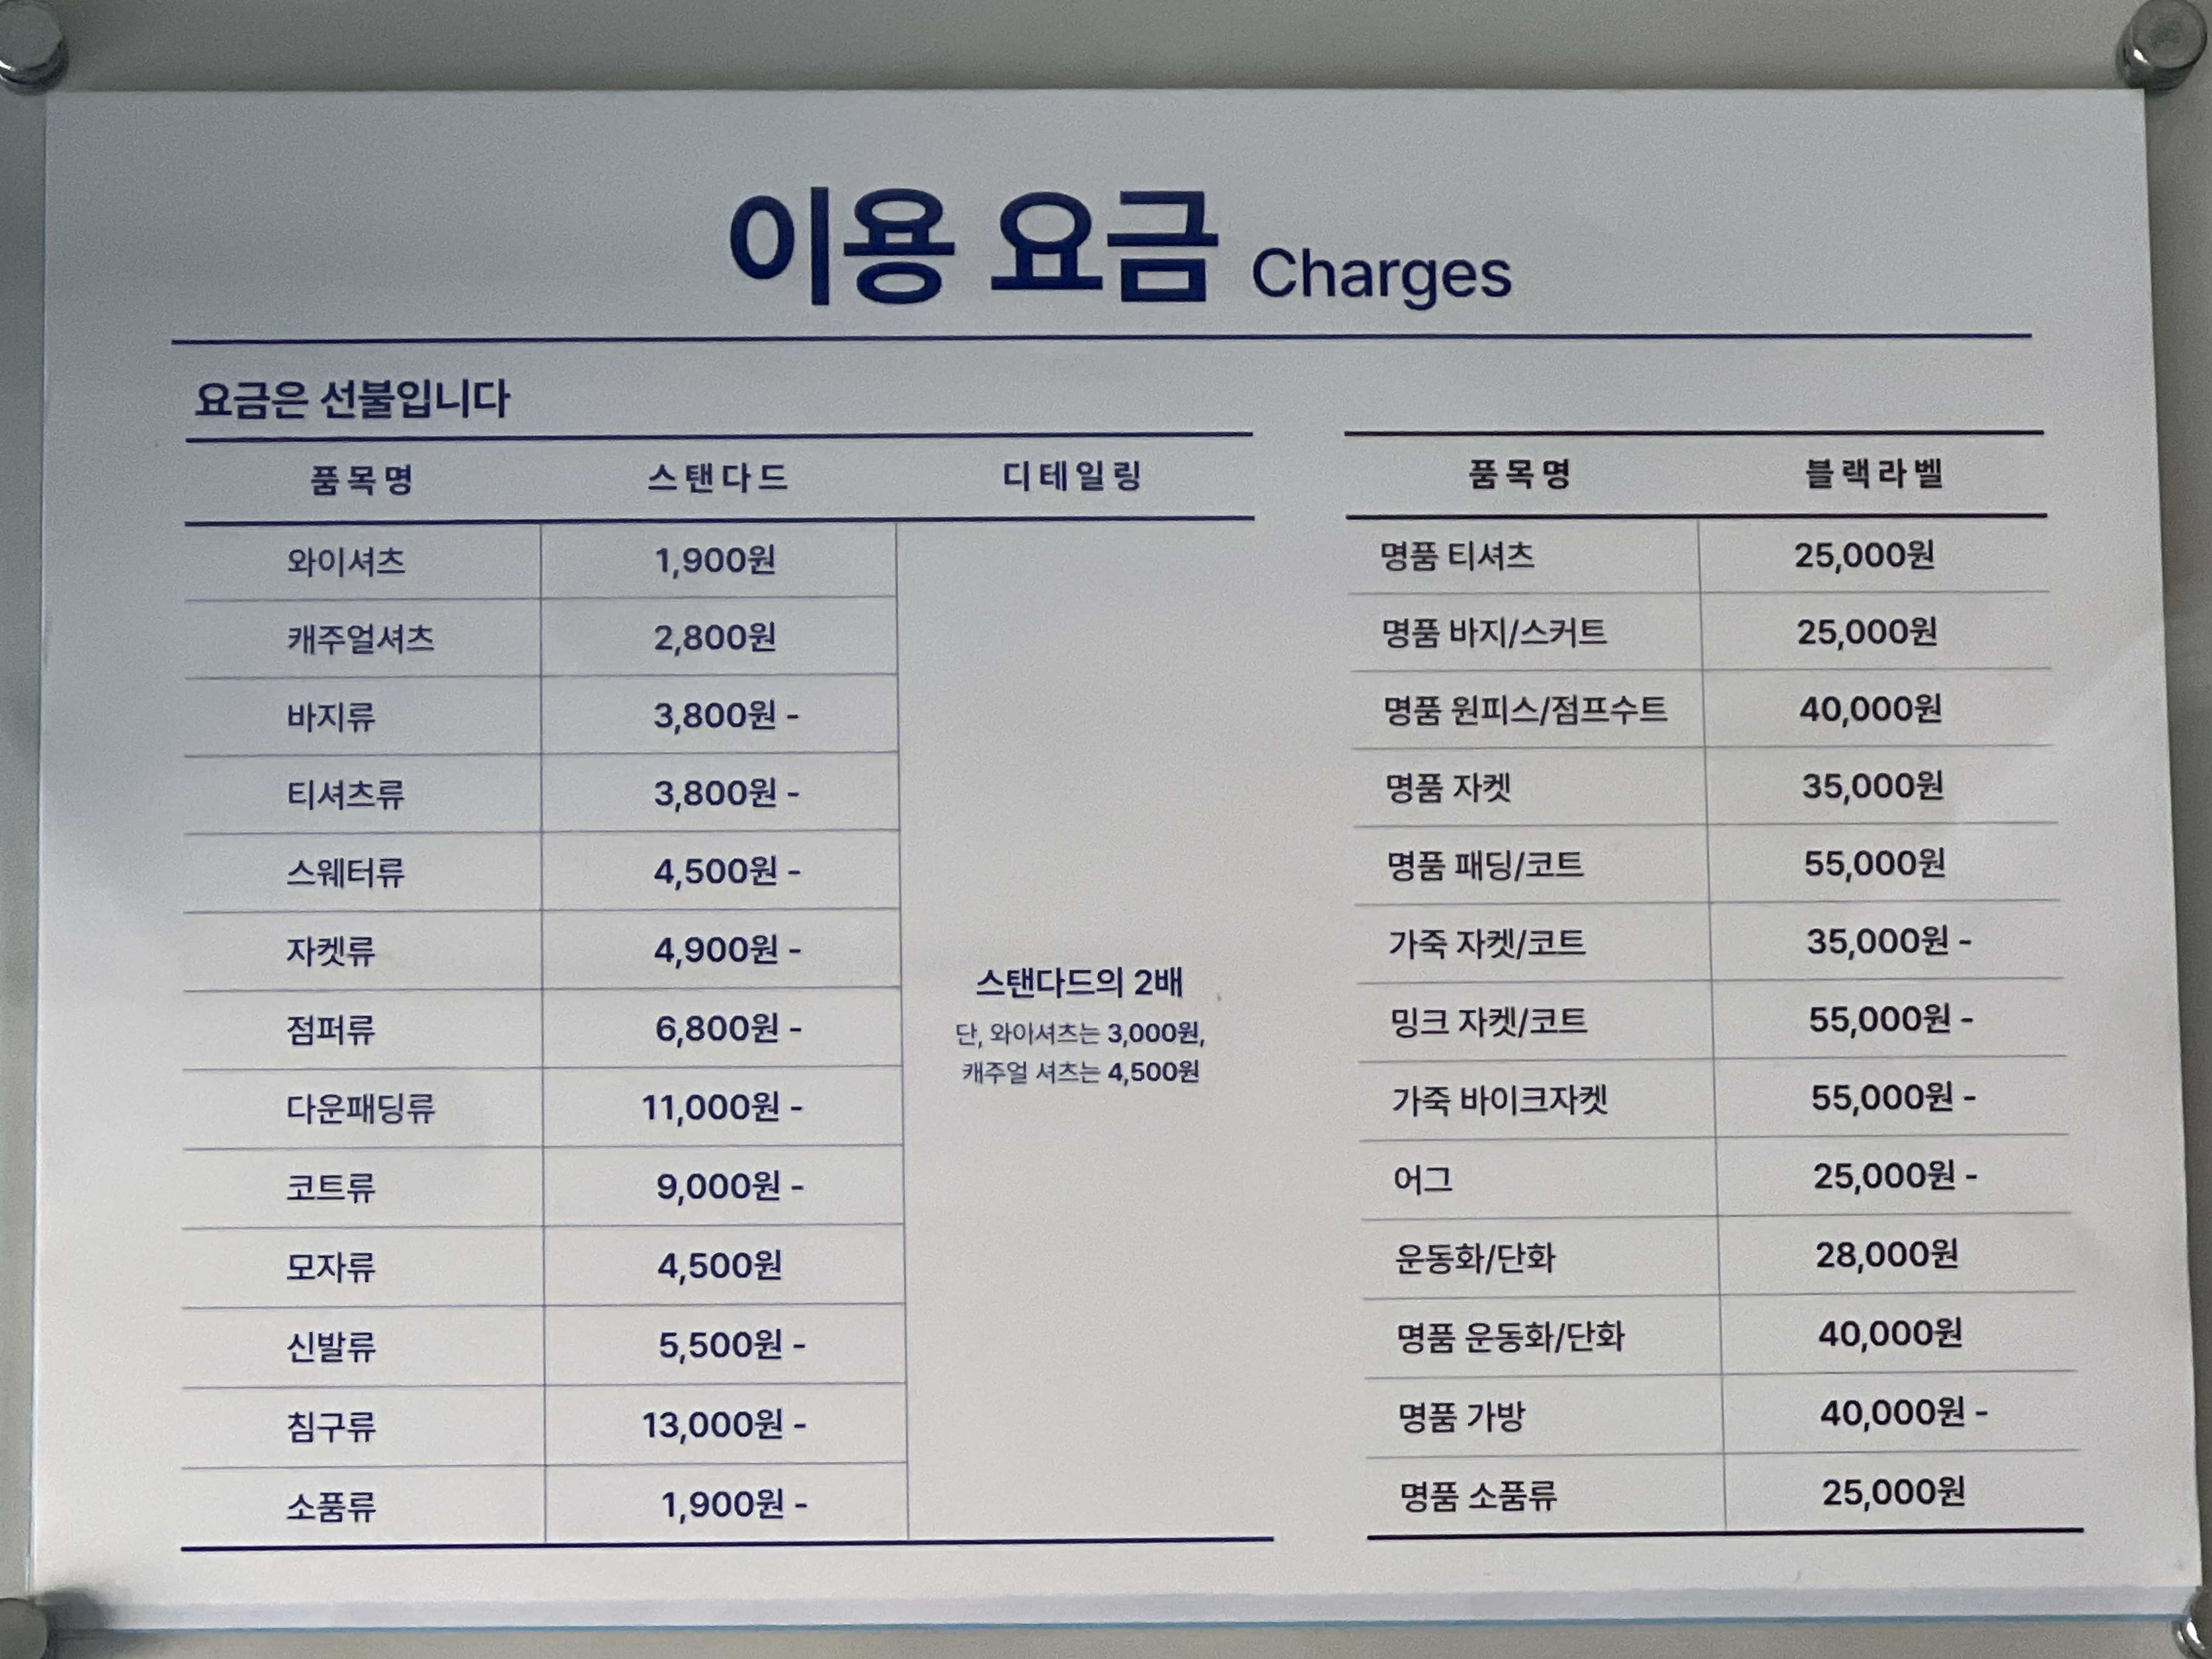 이용 요금 Charges
요금은 선불입니다
품목명 스탠다드 디테일링
와이셔츠 1,900원
캐주얼셔츠 2,800원
바지류 3,800원 -
티셔츠류 3,800원 -
스웨터류 4,500원 -
자켓류 4,900원 -
점퍼류 6,800원 -
다운패딩류 11,000원 -
코트류 9,000원 -
모자류 4,500원
신발류 5,500원 -
침구류 13,000원 -
소품류 1,900원 -
스탠다드의 2배
단, 와아셔츠는 3,000원,
캐주얼 셔츠는 4,500원
품목명 블랙라벨
명품 티셔츠 25,000원
명품 바지/스커트 25,000원
명품 원피스/점프수트 40,000원
명품 자켓 35,000원
명품 패딩/코트 55,000원
가죽 자켓/코트 35,000원 -
밍크 자켓/코트 55,000원 -
가죽 바이크자켓 55,000원 -
어그 25,000원 -
운동화/단화 28,000원
명품 운동화/단화 40,000원
명품 가방 40,000원 -
명품 소품류 25,000원